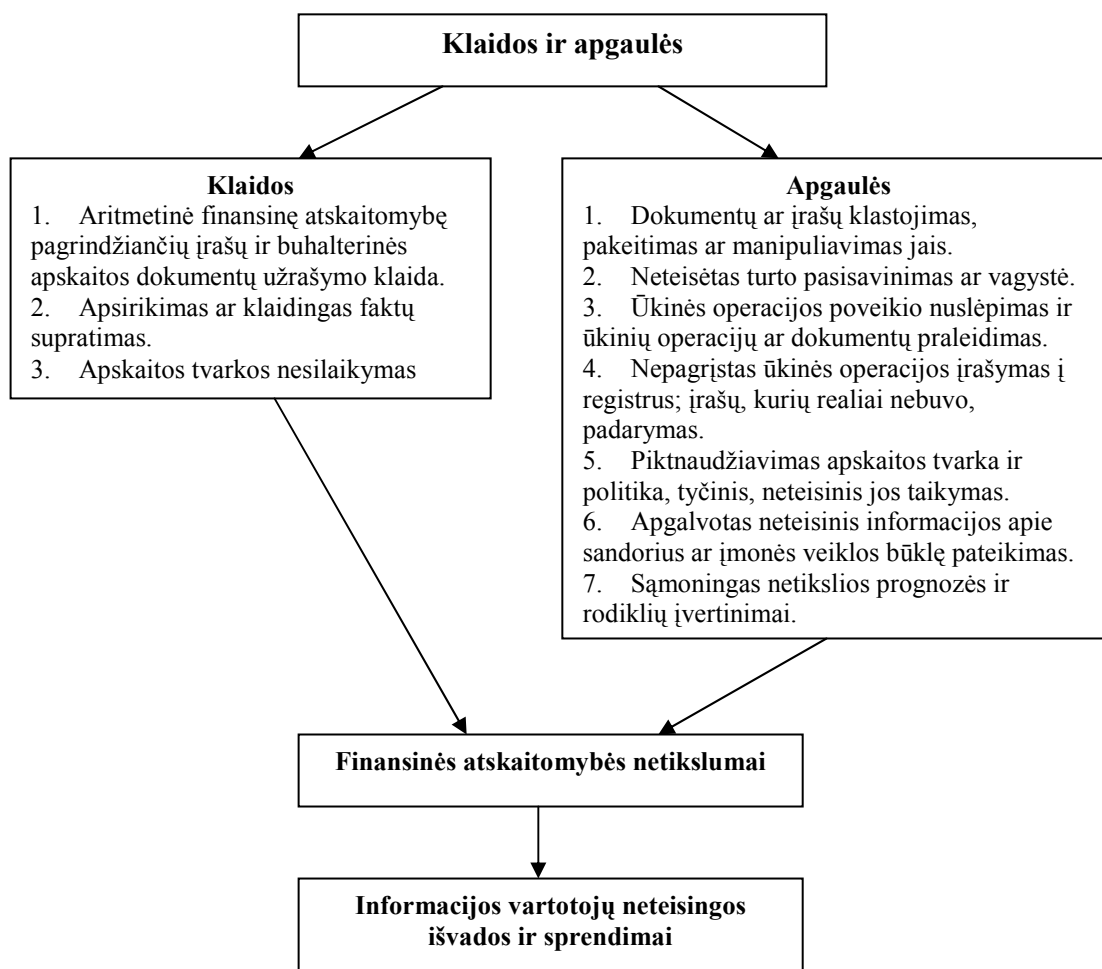 Klaidos ir apgaulės
Klaidos
1. Aritmetinė finansinę atskaitomybę
pagrindžiančių įrašų ir buhalterinės
apskaitos dokumentų užrašymo klaida.
2. Apsirikimas ar klaidingas faktų
supratimas.
3. Apskaitos tvarkos nesilaikymas
Apgaulės
1. Dokumentų ar įrašų klastojimas,
pakeitimas ar manipuliavimas jais.
2. Neteisėtas turto pasisavinimas ar vagystė.
3. Ūkinės operacijos poveikio nuslėpimas ir
ūkinių operacijų ar dokumentų praleidimas.
4. Nepagrįstas ūkinės operacijos įrašymas į
registrus; įrašų, kurių realiai nebuvo,
padarymas.
5. Piktnaudžiavimas apskaitos tvarka ir
politika, tyčinis, neteisinis jos taikymas.
6. Apgalvotas neteisinis informacijos apie
sandorius ar įmonės veiklos būklę pateikimas.
7. Sąmoningas netikslios prognozės ir
rodiklių įvertinimai.
Finansinės atskaitomybės netikslumai
Informacijos vartotojų neteisingos
išvados ir sprendimai